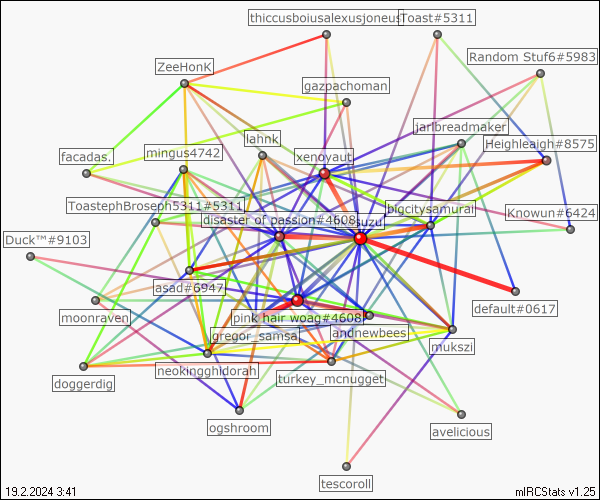 thiccusboiusalexusjoneus
Toast#5311
Random Stuf6#5983
ZeeHonK
gazpachoman
jarlbreadmaker
lahnk
Heighleaigh#8575
facadas.
mingus4742
xenoyaut
ToastephBroseph5311#5311
bigcitysamurai
Knowun#6424
disaster of passion#4608
suzu
Duck™#9103
asad#6947
default#0617
moonraven
pink hair woag#4608
gregor_samsa
andnewbees
mukszi
neokingghidorah
turkey_mcnugget
doggerdig
ogshroom
avelicious
tescoroll
19.2.2024 3:41
mIRCStats v1.25